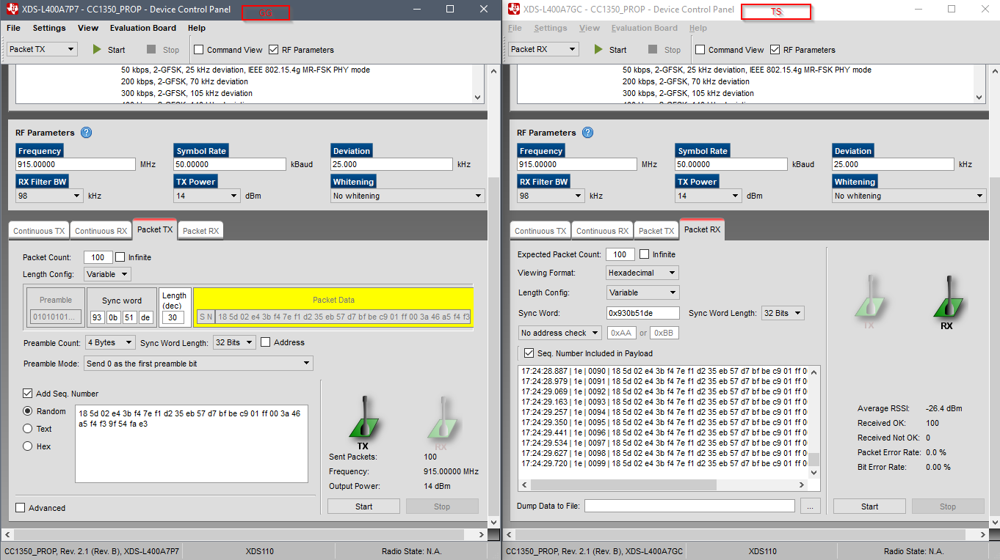 XDS-L400A7P7 - CC1350_PROP - Device Control Panel
GG
File Settings View Evaluation Board Help
Packet TX Start Stop Command View RF Parameters
50 kbps, 2-GFSK, 25 kHz deviation, IEEE 802.15.4g MR-FSK PHY mode
200 kbps, 2-GFSK, 70 kHz deviation
300 kbps, 2-GFSK, 105 kHz deviation
RF Parameters ?
Frequency Symbol Rate Deviation
915.00000 MHz 50.00000 kBaud 25.000 kHz
RX Filter BW TX Power Whitening
98 kHz 14 dBm No whitening
Continuous TX Continuous RX Packet TX Packet RX
Packet Count: 100 Infinite
Length Config: Variable
Preamble Sync word Length (dec) Packet Data
01010101... 93 0b 51 de 30 S N 18 5d 02 e4 3b f4 7e f1 d2 35 eb 57 d7 bf be c9 01 ff 00 3a 46 a5 f4 f3
Preamble Count: 4 Bytes Sync Word Length: 32 Bits Address
Preamble Mode: Send 0 as the first preamble bit
Add Seq. Number
Random
Text
Hex
18 5d 02 e4 3b f4 7e f1 d2 35 eb 57 d7 bf be c9 01 ff 00 3a 46
a5 f4 f3 9f 54 fa e3
TX RX
Sent Packets: 100
Frequency: 915.00000 MHz
Output Power: 14 dBm
Start Stop
Advanced
CC1350_PROP, Rev. 2.1 (Rev. B), XDS-L400A7P7 XDS110 Radio State: N.A.
XDS-L400A7GC - CC1350_PROP - Device Control Panel
TS
File Settings View Evaluation Board Help
Packet RX Start Stop Command View RF Parameters
50 kbps, 2-GFSK, 25 kHz deviation, IEEE 802.15.4g MR-FSK PHY mode
200 kbps, 2-GFSK, 70 kHz deviation
300 kbps, 2-GFSK, 105 kHz deviation
RF Parameters ?
Frequency Symbol Rate Deviation
915.00000 MHz 50.00000 kBaud 25.000 kHz
RX Filter BW TX Power Whitening
98 kHz 14 dBm No whitening
Continuous TX Continuous RX Packet TX Packet RX
Expected Packet Count: 100 Infinite
Viewing Format: Hexadecimal
Length Config: Variable
Sync Word: 0x930b51de Sync Word Length: 32 Bits
No address check 0xAA or 0xBB
Seq. Number Included in Payload
17:24:28.887 | 1e | 0090 | 18 5d 02 e4 3b f4 7e f1 d2 35 eb 57 d7 bf be c9 01 ff 0
17:24:28.979 | 1e | 0091 | 18 5d 02 e4 3b f4 7e f1 d2 35 eb 57 d7 bf be c9 01 ff 0
17:24:29.069 | 1e | 0092 | 18 5d 02 e4 3b f4 7e f1 d2 35 eb 57 d7 bf be c9 01 ff 0
17:24:29.163 | 1e | 0093 | 18 5d 02 e4 3b f4 7e f1 d2 35 eb 57 d7 bf be c9 01 ff 0
17:24:29.257 | 1e | 0094 | 18 5d 02 e4 3b f4 7e f1 d2 35 eb 57 d7 bf be c9 01 ff 0
17:24:29.350 | 1e | 0095 | 18 5d 02 e4 3b f4 7e f1 d2 35 eb 57 d7 bf be c9 01 ff 0
17:24:29.441 | 1e | 0096 | 18 5d 02 e4 3b f4 7e f1 d2 35 eb 57 d7 bf be c9 01 ff 0
17:24:29.534 | 1e | 0097 | 18 5d 02 e4 3b f4 7e f1 d2 35 eb 57 d7 bf be c9 01 ff 0
17:24:29.627 | 1e | 0098 | 18 5d 02 e4 3b f4 7e f1 d2 35 eb 57 d7 bf be c9 01 ff 0
17:24:29.720 | 1e | 0099 | 18 5d 02 e4 3b f4 7e f1 d2 35 eb 57 d7 bf be c9 01 ff 0
Dump Data to File: ...
TX RX
Average RSSI: -26.4 dBm
Received OK: 100
Received Not OK: 0
Packet Error Rate: 0.0 %
Bit Error Rate: 0.00 %
Start Stop
CC1350_PROP, Rev. 2.1 (Rev. B), XDS-L400A7GC XDS110 Radio State: N.A.